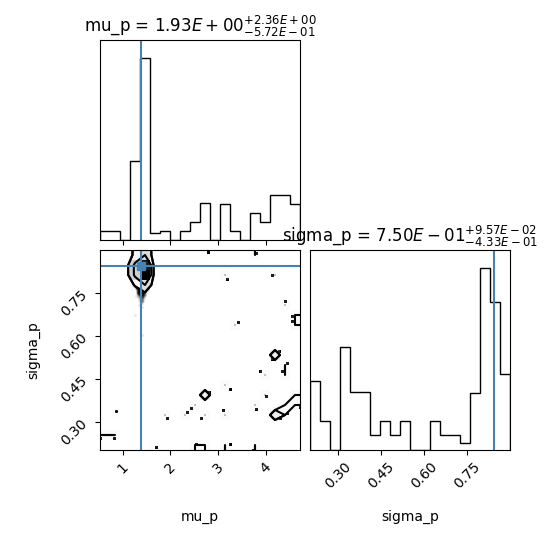 mu_p = 1.93E + 00+2.36E+00 −5.72E−01
sigma_p = 7.50E − 01+9.57E−02 −4.33E−01
0.75
0.60
0.45
0.30
sigma_p
1 2 3 4
0.30 0.45 0.60 0.75
mu_p
sigma_p